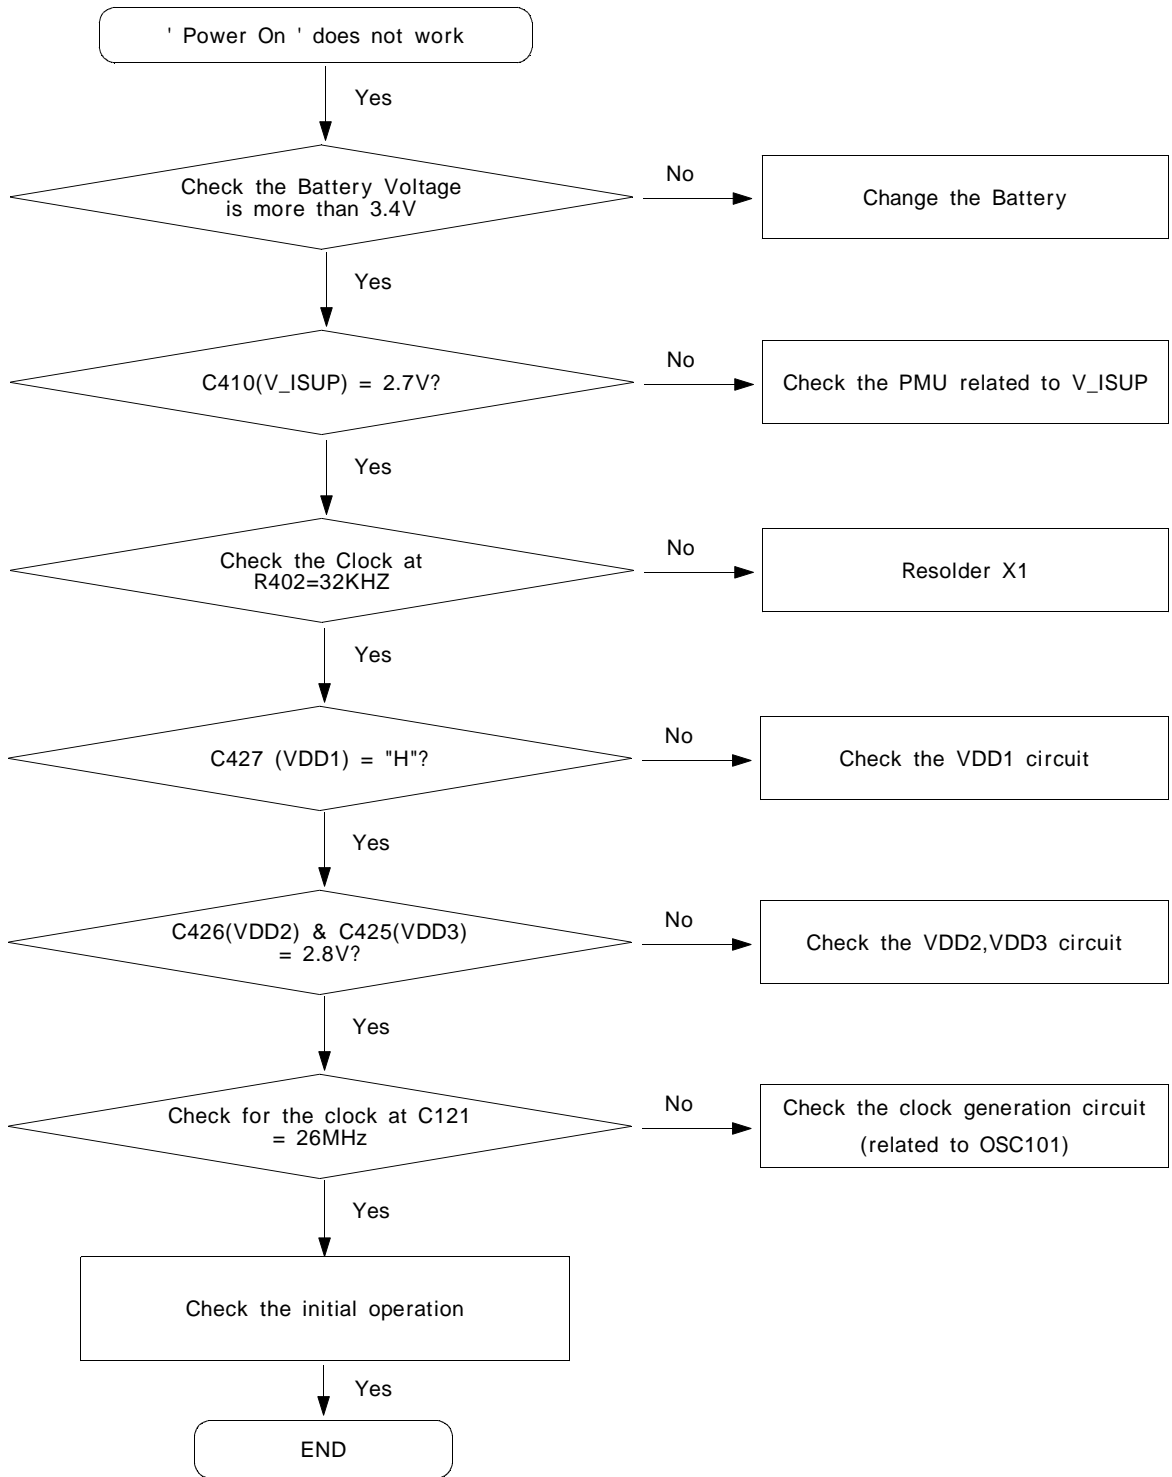 ' Power On ' does not work
Yes
Check the Battery Voltage
is more than 3.4V
No
Change the Battery
Yes
C410(V_ISUP) = 2.7V?
No
Check the PMU related to V_ISUP
Yes
Check the Clock at
R402=32KHZ
No
Resolder X1
Yes
C427 (VDD1) = "H"?
No
Check the VDD1 circuit
Yes
C426(VDD2) & C425(VDD3)
= 2.8V?
No
Check the VDD2,VDD3 circuit
Yes
Check for the clock at C121
= 26MHz
No
Check the clock generation circuit
(related to OSC101)
Yes
Check the initial operation
Yes
END